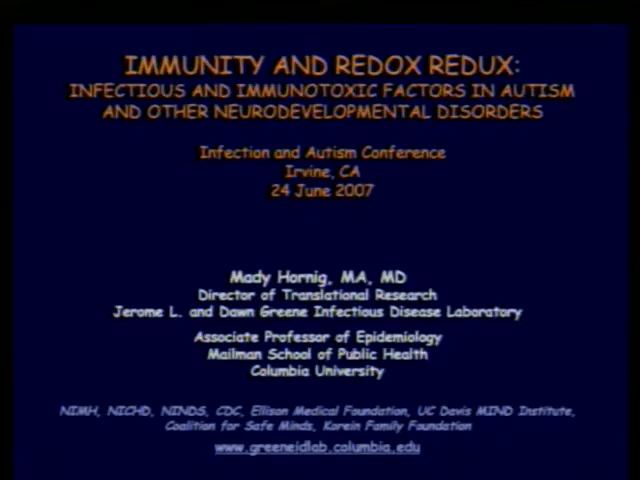 IMMUNITY AND REDOX REDUX:
INFECTIOUS AND IMMUNOTOXIC FACTORS IN AUTISM
AND OTHER NEURODEVELOPMENTAL DISORDERS
Infection and Autism Conference
Irvine, CA
24 June 2007
Mady Hornig, MA, MD
Director of Translational Research
Jerome L. and Dawn Greene Infectious Disease Laboratory
Associate Professor of Epidemiology
Mailman School of Public Health
Columbia University
NIMH, NICHD, NINDS, CDC, Ellison Medical Foundation, UC Davis MIND Institute,
Coalition for Safe Minds, Korein Family Foundation
www.greeneidlab.columbia.edu